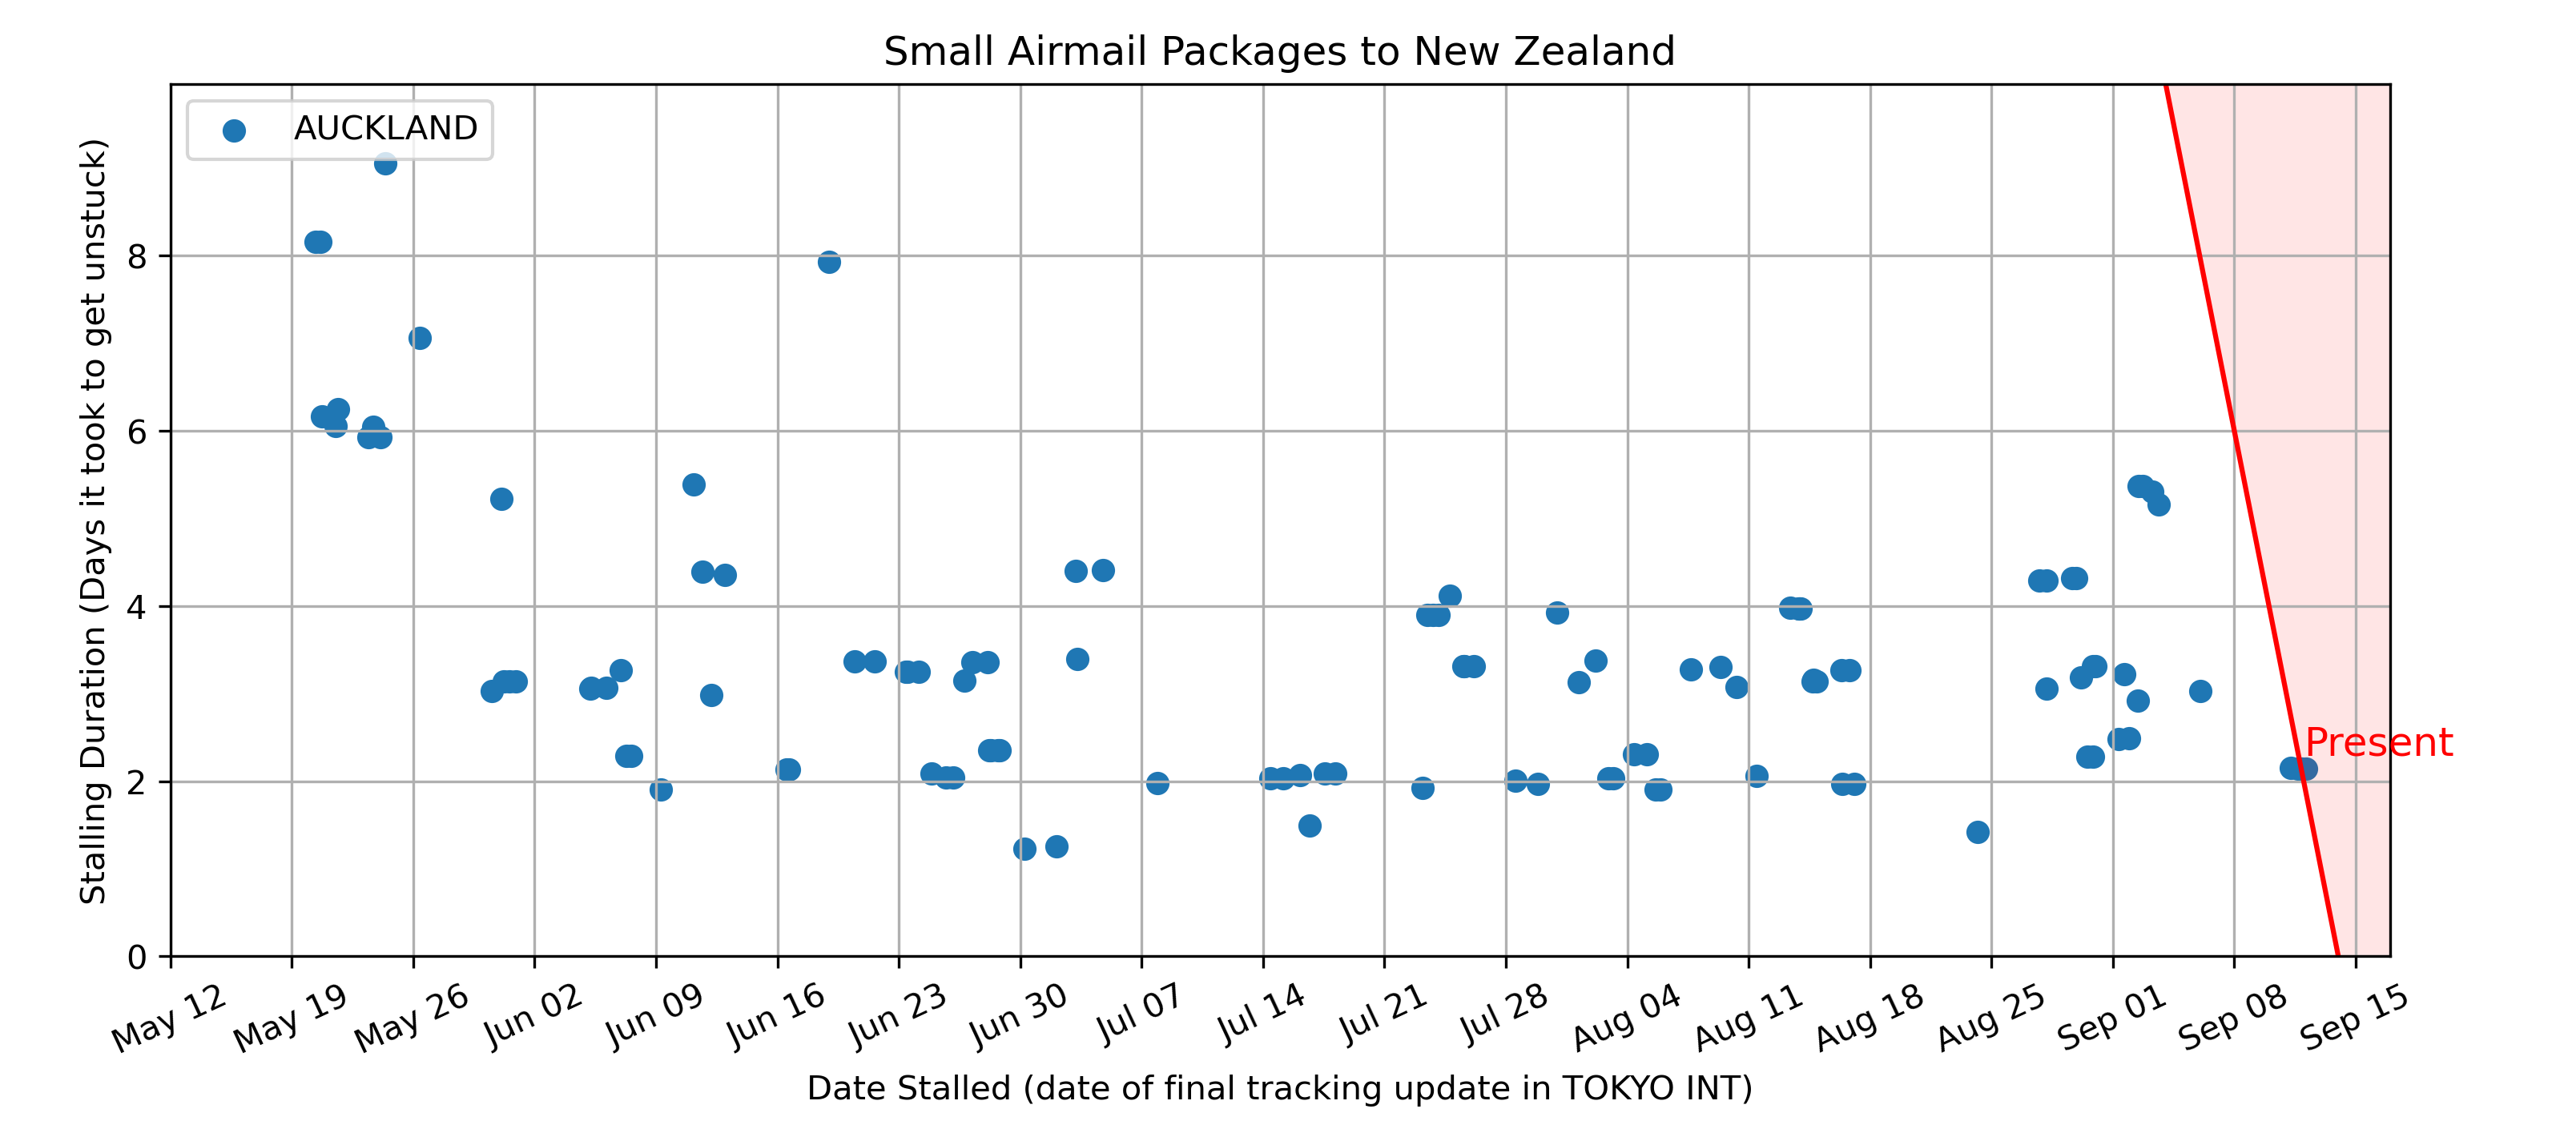 Small Airmail Packages to New Zealand
AUCKLAND
Stalling Duration (Days it took to get unstuck)
8
6
4
2
0
Present
May 12
May 19
May 26
Jun 02
Jun 09
Jun 16
Jun 23
Jun 30
Jul 07
Jul 14
Jul 21
Jul 28
Aug 04
Aug 11
Aug 18
Aug 25
Sep 01
Sep 08
Sep 15
Date Stalled (date of final tracking update in TOKYO INT)